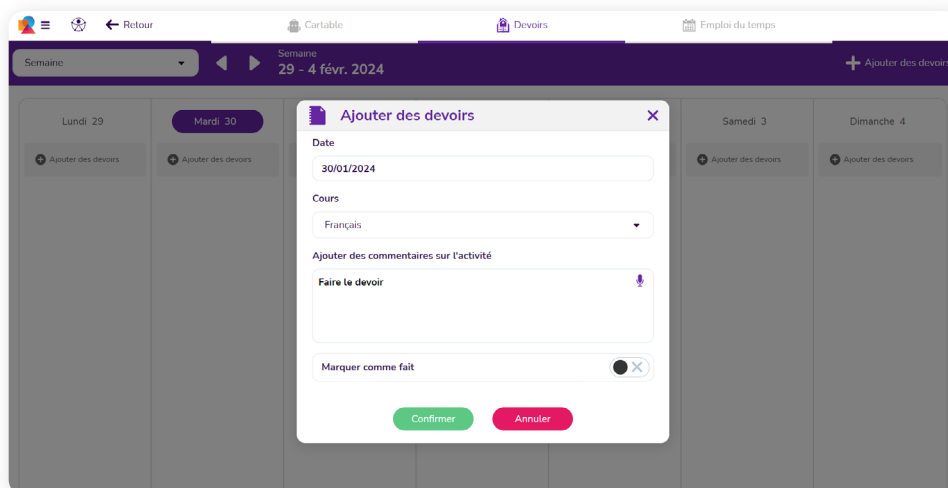 Retour
Cartable
Devoirs
Emploi du temps
Semaine
Semaine
29 - 4 févr. 2024
Ajouter des devoirs
Lundi 29
Mardi 30
Samedi 3
Dimanche 4
Ajouter des devoirs
Ajouter des devoirs
Ajouter des devoirs
Ajouter des devoirs
Ajouter des devoirs
Date
30/01/2024
Cours
Français
Ajouter des commentaires sur l'activité
Faire le devoir
Marquer comme fait
Confirmer
Annuler